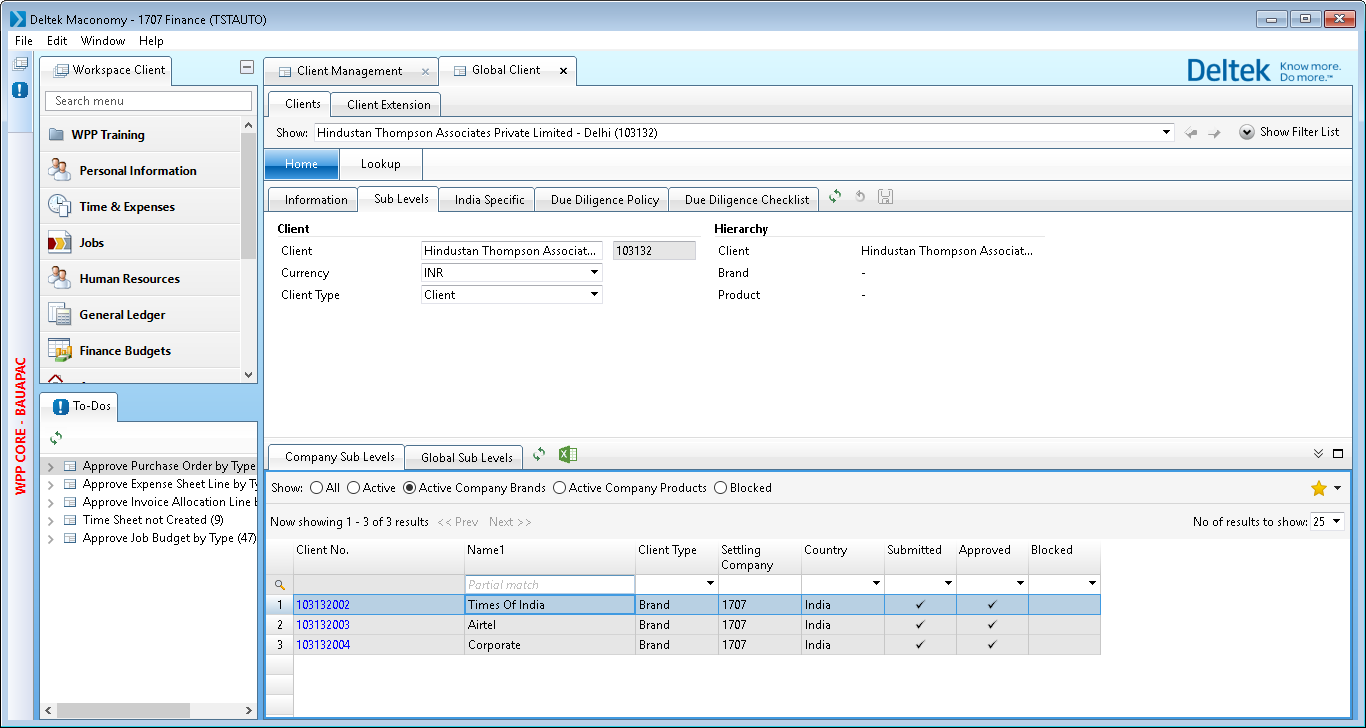 Deltek Maconomy - 1707 Finance (TSTAUTO)
File Edit Window Help
Workspace Client
Search menu
WPP Training
Personal Information
Time & Expenses
Jobs
Human Resources
General Ledger
Finance Budgets
WPP CORE - BAUAPAC
To-Dos
Approve Purchase Order by Type
Approve Expense Sheet Line by Ty
Approve Invoice Allocation Line b
Time Sheet not Created (9)
Approve Job Budget by Type (47)
Client Management Global Client
Deltek Know more.
Do more.™
Clients Client Extension
Show: Hindustan Thompson Associates Private Limited - Delhi (103132) Show Filter List
Home Lookup
Information Sub Levels India Specific Due Diligence Policy Due Diligence Checklist
Client Hierarchy
Client Hindustan Thompson Associat... 103132 Client Hindustan Thompson Associat...
Currency INR Brand -
Client Type Client Product -
Company Sub Levels Global Sub Levels
Show: All Active Active Company Brands Active Company Products Blocked
Now showing 1 - 3 of 3 results << Prev Next >> No of results to show: 25
Client No. Name1 Client Type Settling Company Country Submitted Approved Blocked
Partial match
1 103132002 Times Of India Brand 1707 India ✓ ✓
2 103132003 Airtel Brand 1707 India ✓ ✓
3 103132004 Corporate Brand 1707 India ✓ ✓